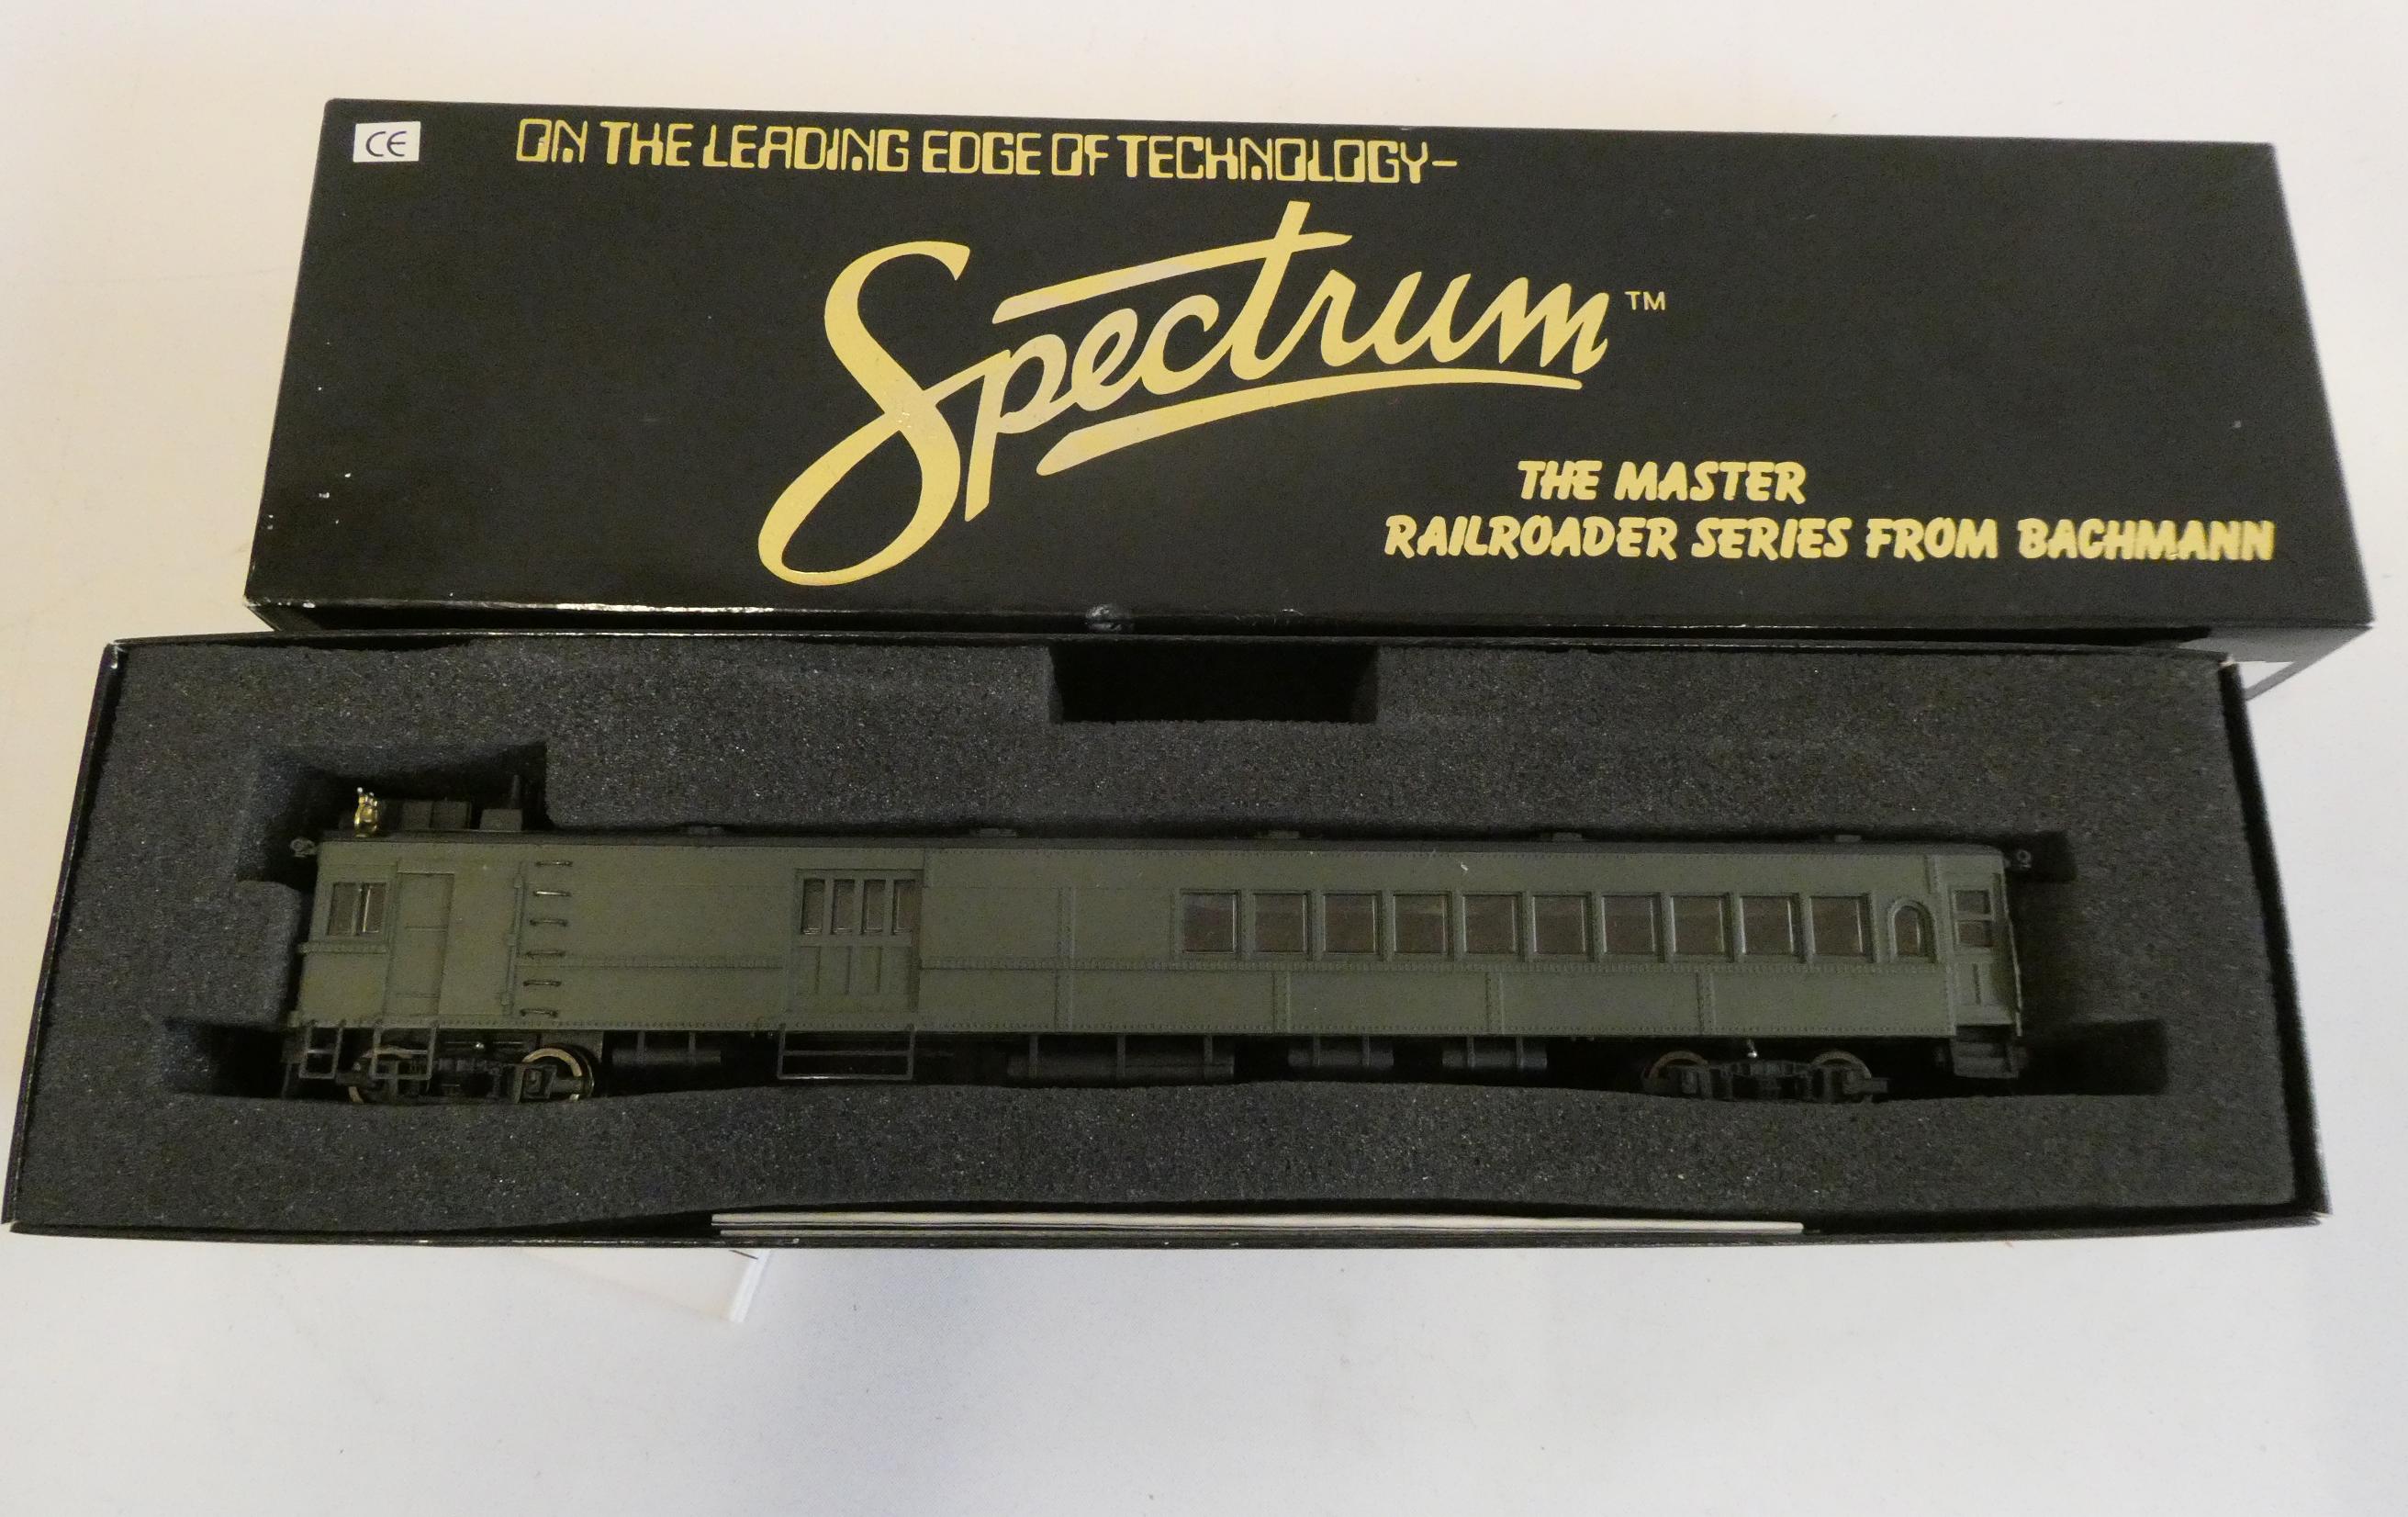 CE
ON THE LEADING EDGE OF TECHNOLOGY-
Spectrum™
THE MASTER
RAILROADER SERIES FROM BACHMANN